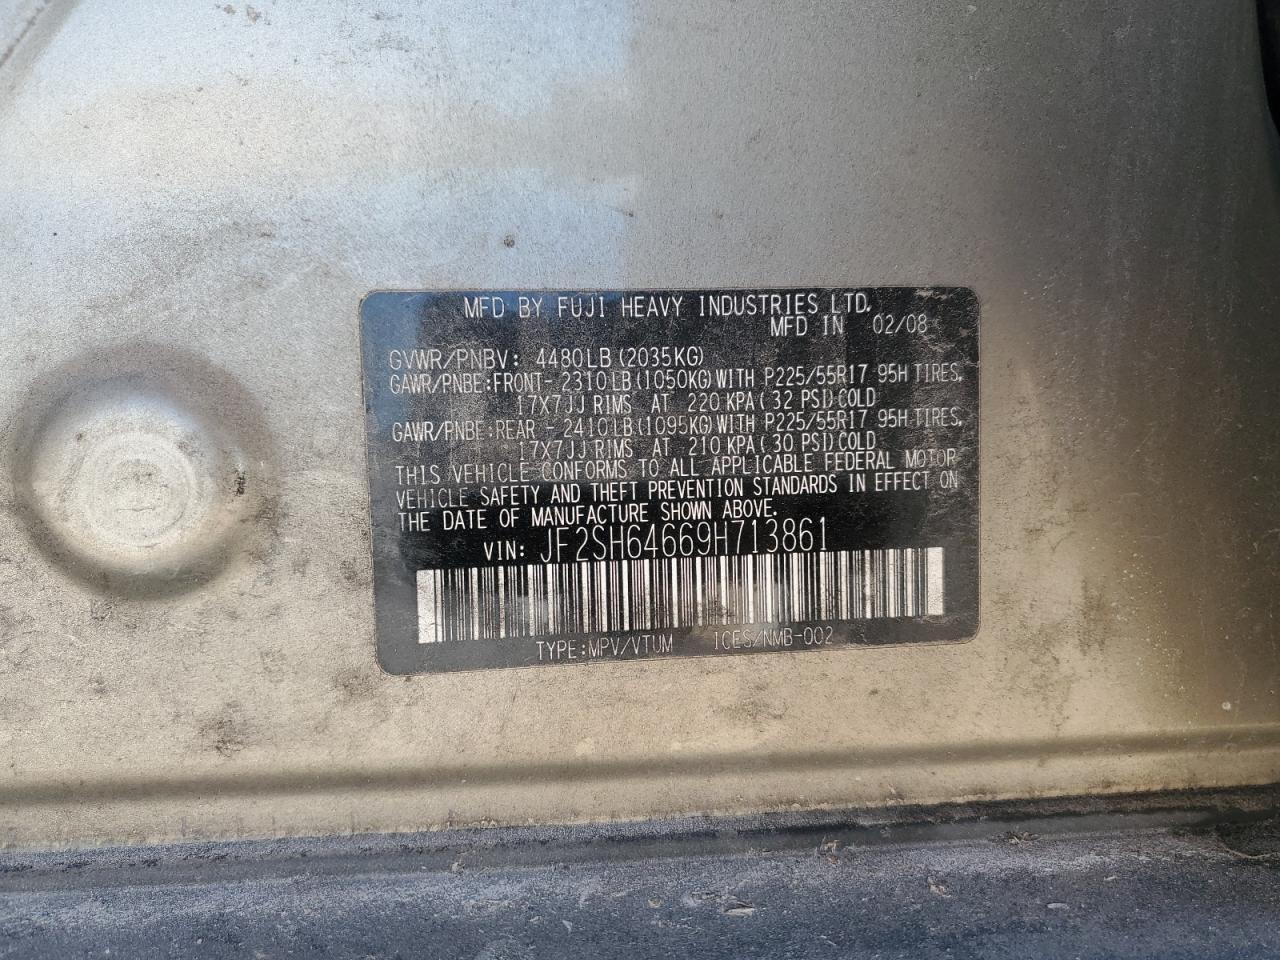 MFD BY FUJI HEAVY INDUSTRIES LTD.
MFD IN 02/08
GVWR/PNBV: 4480LB (2035KG)
GAWR/PNBE:FRONT- 2310LB (1050KG) WITH P225/55R17 95H TIRES,
17X7JJ RIMS AT 220 KPA ( 32 PSI) COLD
GAWR/PNBE:REAR - 2410LB (1095KG) WITH P225/55R17 95H TIRES,
17X7JJ RIMS AT 210 KPA ( 30 PSI) COLD
THIS VEHICLE CONFORMS TO ALL APPLICABLE FEDERAL MOTOR
VEHICLE SAFETY AND THEFT PREVENTION STANDARDS IN EFFECT ON
THE DATE OF MANUFACTURE SHOWN ABOVE.
VIN: JF2SH64669H713861
TYPE:MPV/VTUM ICES/NMB-002